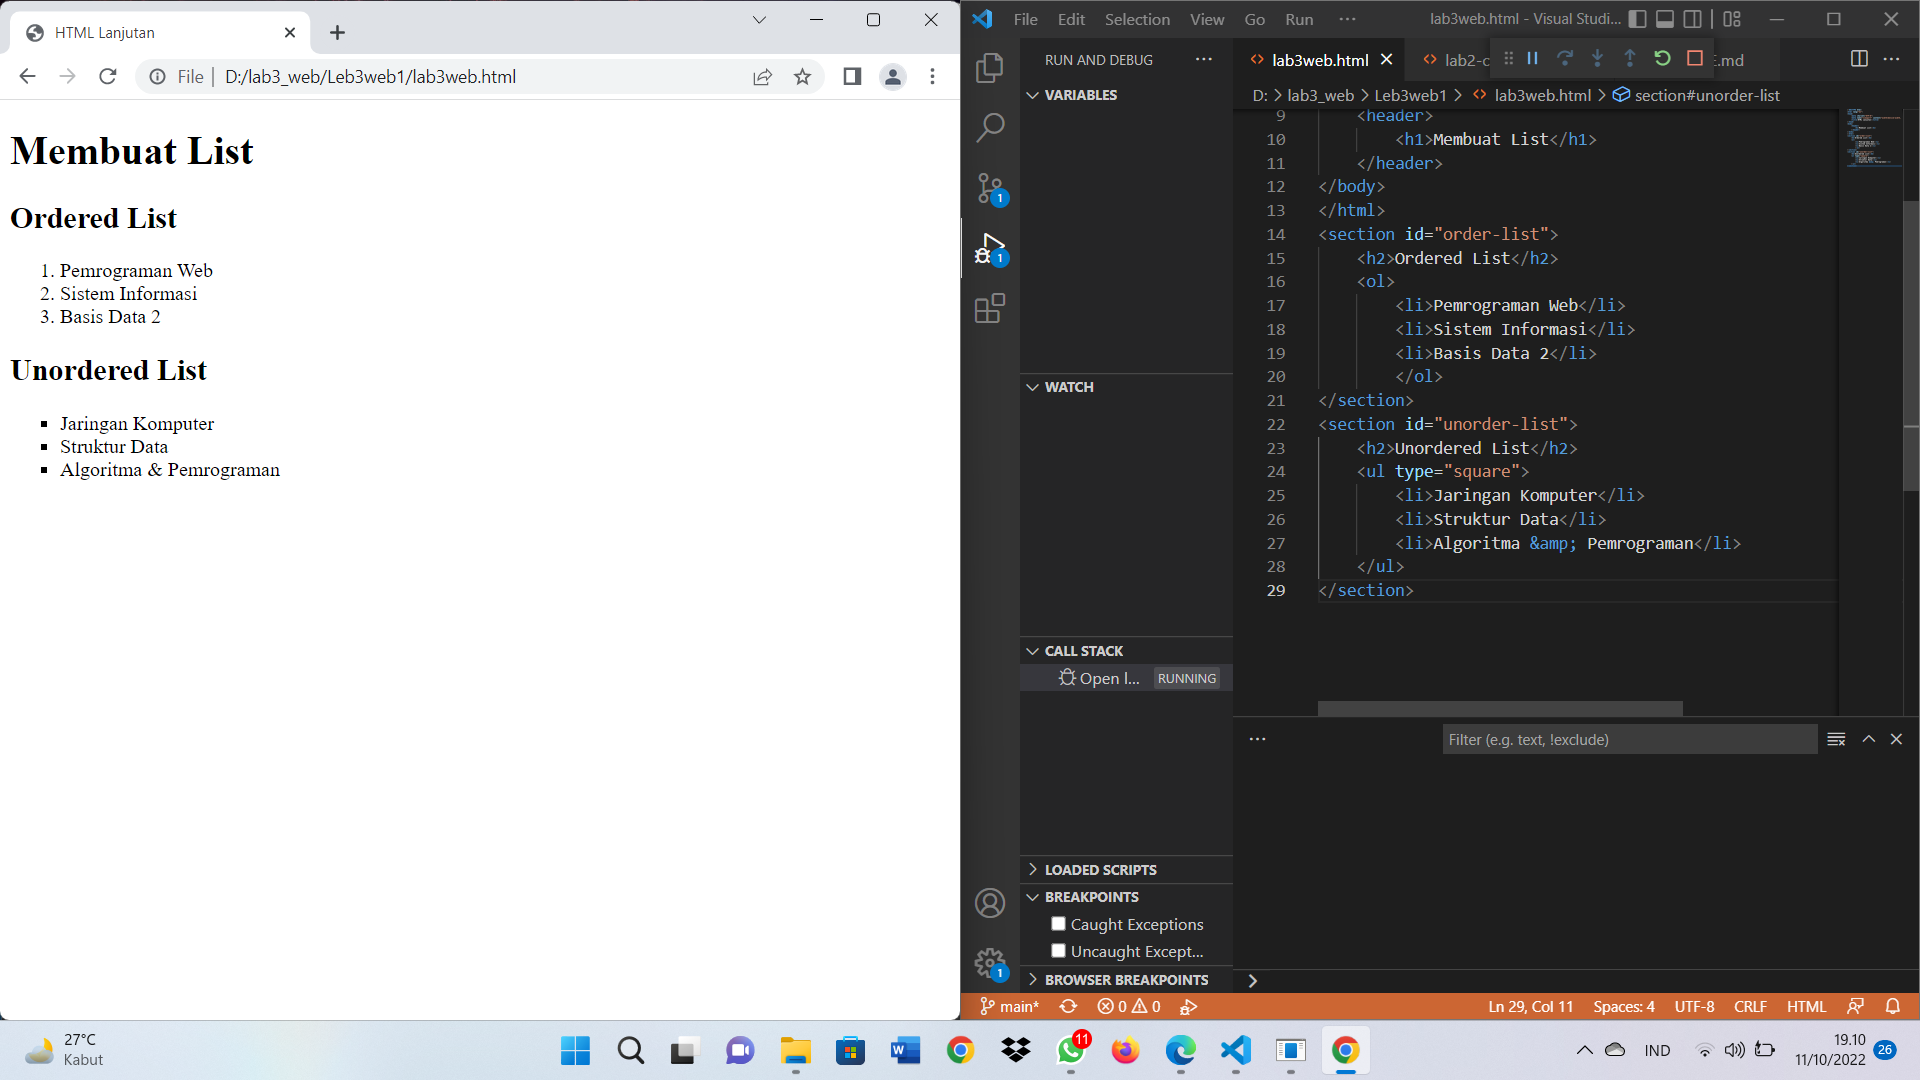 HTML Lanjutan
File | D:/lab3_web/Leb3web1/lab3web.html
Membuat List
Ordered List
1. Pemrograman Web
2. Sistem Informasi
3. Basis Data 2
Unordered List
Jaringan Komputer
Struktur Data
Algoritma & Pemrograman
File Edit Selection View Go Run ··· lab3web.html - Visual Studi...
RUN AND DEBUG ···
VARIABLES
WATCH
CALL STACK
Open l... RUNNING
LOADED SCRIPTS
BREAKPOINTS
Caught Exceptions
Uncaught Except...
BROWSER BREAKPOINTS
1
1
1
lab3web.html lab2-c .md
D: > lab3_web > Leb3web1 > lab3web.html > section#unorder-list
9 <header>
10 <h1>Membuat List</h1>
11 </header>
12 </body>
13 </html>
14 <section id="order-list">
15 <h2>Ordered List</h2>
16 <ol>
17 <li>Pemrograman Web</li>
18 <li>Sistem Informasi</li>
19 <li>Basis Data 2</li>
20 </ol>
21 </section>
22 <section id="unorder-list">
23 <h2>Unordered List</h2>
24 <ul type="square">
25 <li>Jaringan Komputer</li>
26 <li>Struktur Data</li>
27 <li>Algoritma &amp; Pemrograman</li>
28 </ul>
29 </section>
··· Filter (e.g. text, !exclude)
main* 0 0 Ln 29, Col 11 Spaces: 4 UTF-8 CRLF HTML
27°C
Kabut
11
IND
19.10
11/10/2022
26